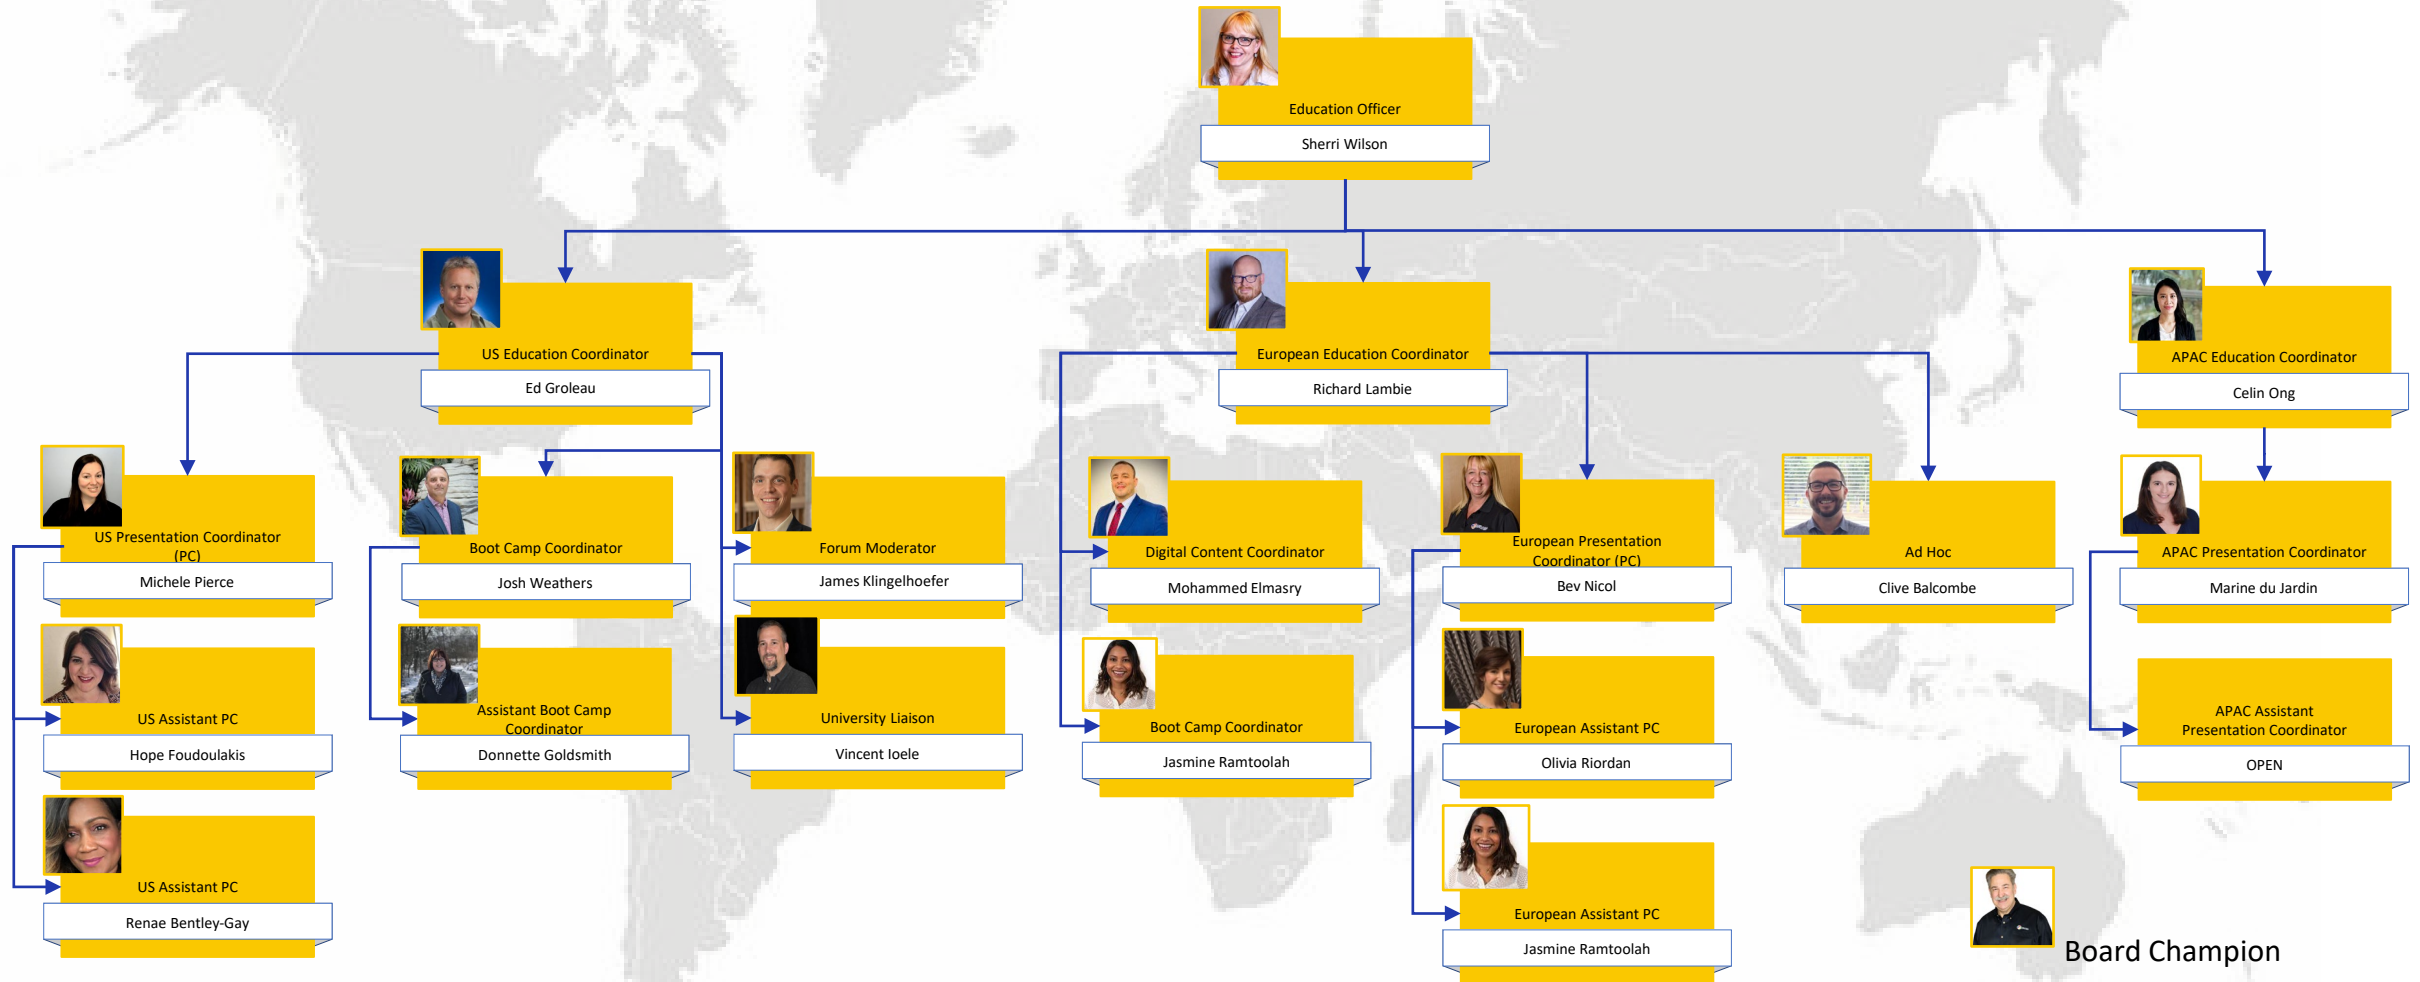 Education Officer
Sherri Wilson
US Education Coordinator
Ed Groleau
European Education Coordinator
Richard Lambie
APAC Education Coordinator
Celin Ong
US Presentation Coordinator
(PC)
Michele Pierce
Boot Camp Coordinator
Josh Weathers
Forum Moderator
James Klingelhoefer
Digital Content Coordinator
Mohammed Elmasry
European Presentation
Coordinator (PC)
Bev Nicol
Ad Hoc
Clive Balcombe
APAC Presentation Coordinator
Marine du Jardin
US Assistant PC
Hope Foudoulakis
Assistant Boot Camp
Coordinator
Donnette Goldsmith
University Liaison
Vincent Ioele
Boot Camp Coordinator
Jasmine Ramtoolah
European Assistant PC
Olivia Riordan
APAC Assistant
Presentation Coordinator
OPEN
US Assistant PC
Renae Bentley-Gay
European Assistant PC
Jasmine Ramtoolah
Board Champion